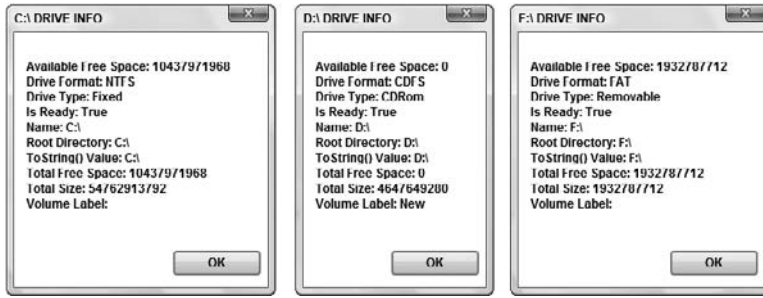 C:\ DRIVE INFO
Available Free Space: 10437971968
Drive Format: NTFS
Drive Type: Fixed
Is Ready: True
Name: C:\
Root Directory: C:\
ToString() Value: C:\
Total Free Space: 10437971968
Total Size: 54762913792
Volume Label:
OK
D:\ DRIVE INFO
Available Free Space: 0
Drive Format: CDFS
Drive Type: CDRom
Is Ready: True
Name: D:\
Root Directory: D:\
ToString() Value: D:\
Total Free Space: 0
Total Size: 4647649280
Volume Label: New
OK
F:\ DRIVE INFO
Available Free Space: 1932787712
Drive Format: FAT
Drive Type: Removable
Is Ready: True
Name: F:\
Root Directory: F:\
ToString() Value: F:\
Total Free Space: 1932787712
Total Size: 1932787712
Volume Label:
OK